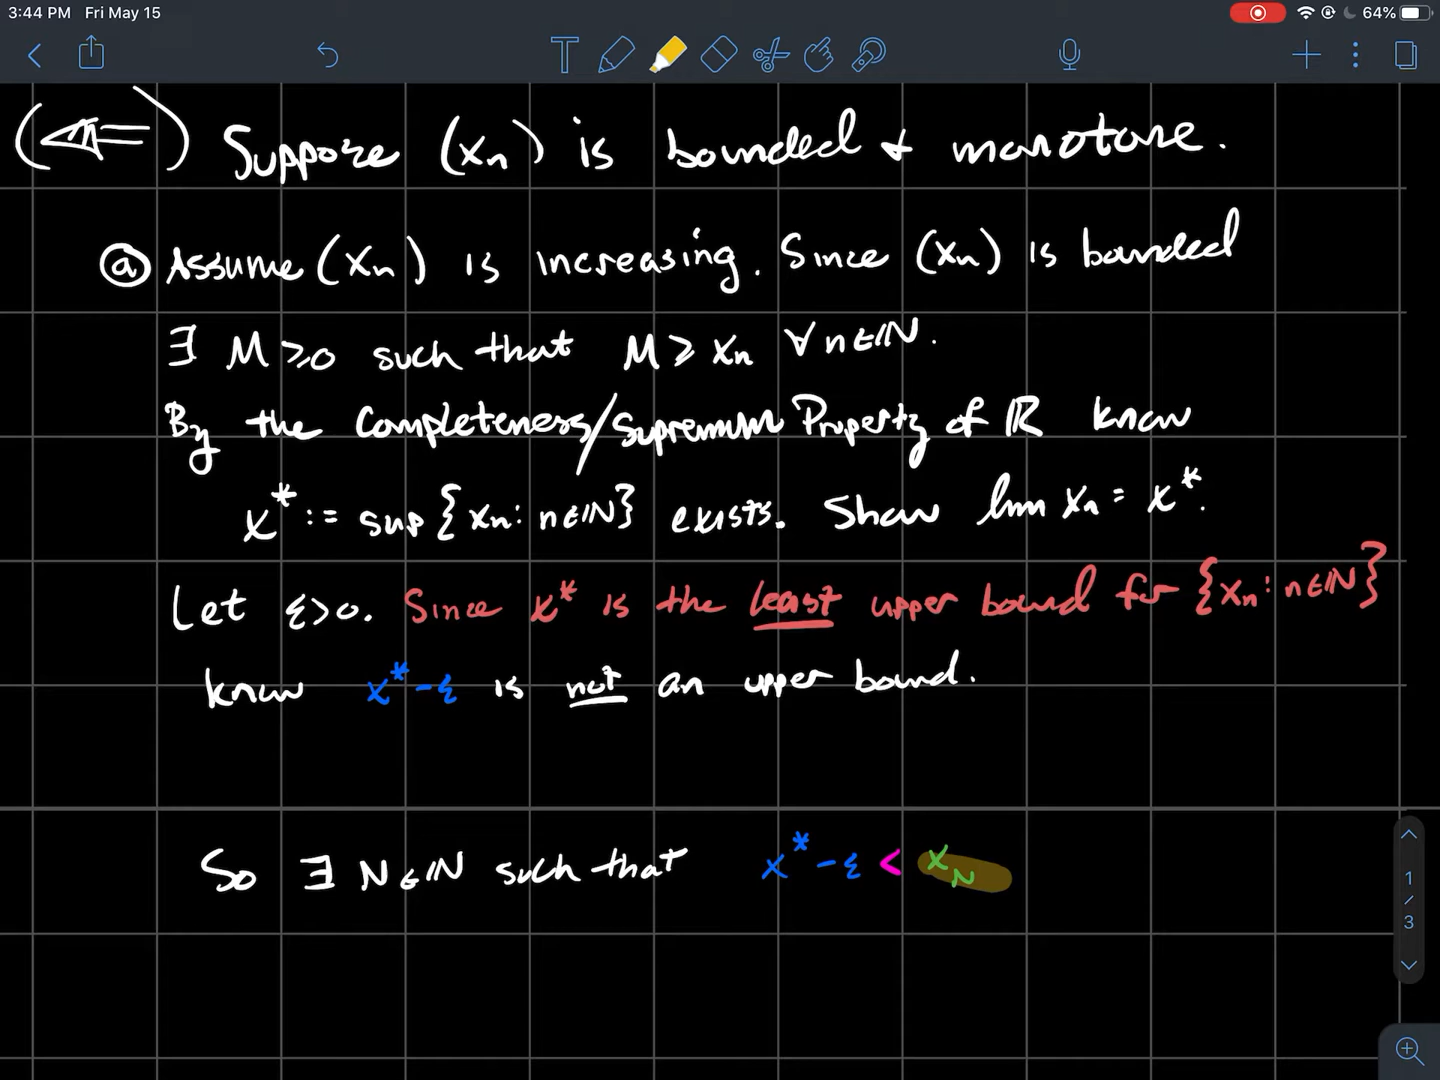 3:44 PM Fri May 15
64%
(⇐) Suppose (xₙ) is bounded & monotone.
ⓐ Assume (xₙ) is increasing. Since (xₙ) is bounded
∃ M ≥ 0 such that M ≥ xₙ ∀ n ∈ ℕ.
By the Completeness/Supremum Property of ℝ know
x* := sup{xₙ : n ∈ ℕ} exists. Show lim xₙ = x*.
Let ε > 0. Since x* is the least upper bound for {xₙ : n ∈ ℕ}
know x* - ε is not an upper bound.
So ∃ N ∈ ℕ such that x* - ε < x_N
1
/
3